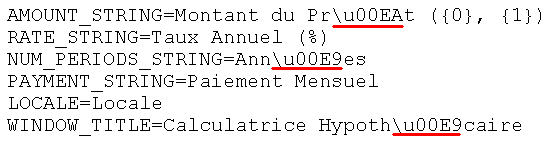 AMOUNT_STRING=Montant du Pr\u00EAt ({0}, {1})
RATE_STRING=Taux Annuel (%)
NUM_PERIODS_STRING=Ann\u00E9es
PAYMENT_STRING=Paiement Mensuel
LOCALE=Locale
WINDOW_TITLE=Calculatrice Hypoth\u00E9caire